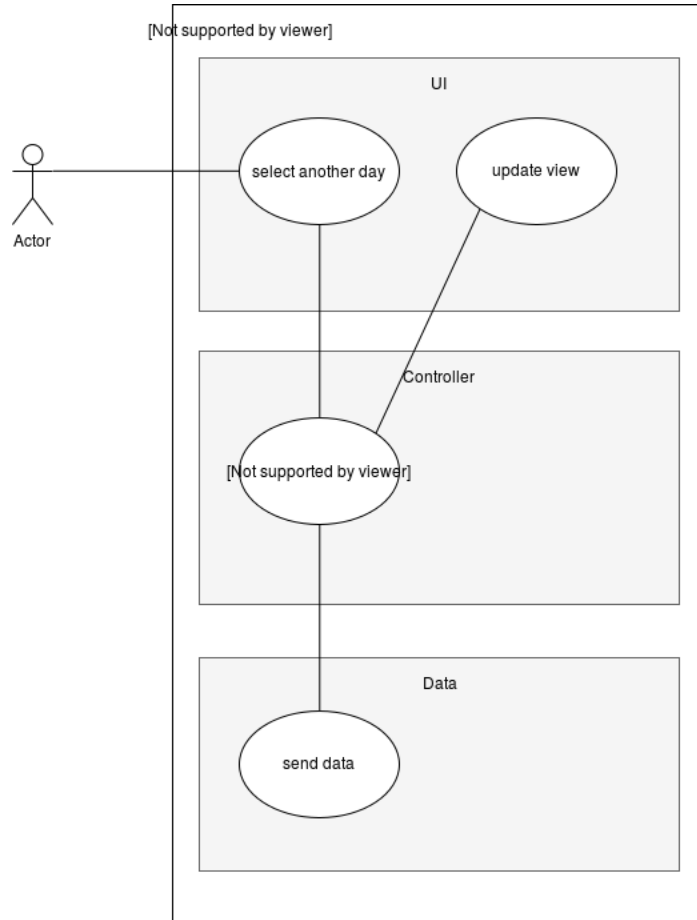 [Not supported by viewer]
UI
select another day
update view
Actor
Controller
[Not supported by viewer]
Data
send data